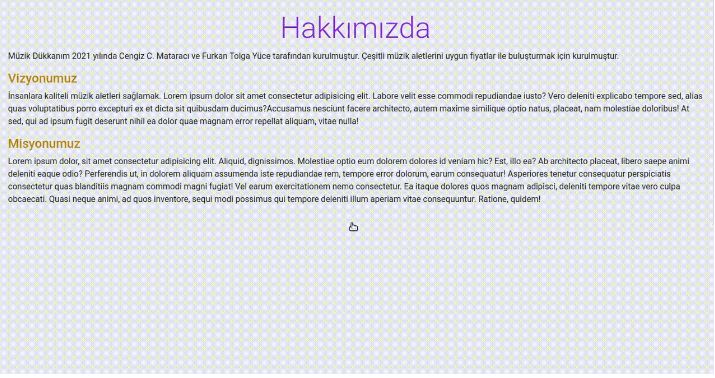 Hakkımızda
Müzik Dükkanım 2021 yılında Cengiz C. Mataracı ve Furkan Tolga Yüce tarafından kurulmuştur. Çeşitli müzik aletlerini uygun fiyatlar ile buluşturmak için kurulmuştur.
Vizyonumuz
İnsanlara kaliteli müzik aletleri sağlamak. Lorem ipsum dolor sit amet consectetur adipisicing elit. Labore velit esse commodi repudiandae iusto? Vero deleniti explicabo tempore sed, alias
quas voluptatibus porro excepturi ex et dicta sit quibusdam ducimus?Accusamus nesciunt facere architecto, autem maxime similique optio natus, placeat, nam molestiae doloribus! At
sed, qui ad ipsum fugit deserunt nihil ea dolor quae magnam error repellat aliquam, vitae nulla!
Misyonumuz
Lorem ipsum dolor, sit amet consectetur adipisicing elit. Aliquid, dignissimos. Molestiae optio eum dolorem dolores id veniam hic? Est, illo ea? Ab architecto placeat, libero saepe animi
deleniti eaque odio? Perferendis ut, in dolorem aliquam assumenda iste repudiandae rem, tempore error dolorum, earum consequatur! Asperiores tenetur consequatur perspiciatis
consectetur quas blanditiis magnam commodi magni fugiat! Vel earum exercitationem nemo consectetur. Ea itaque dolores quos magnam adipisci, deleniti tempore vitae vero culpa
obcaecati. Quasi neque animi, ad quos inventore, sequi modi possimus qui tempore deleniti illum aperiam vitae consequuntur. Ratione, quidem!